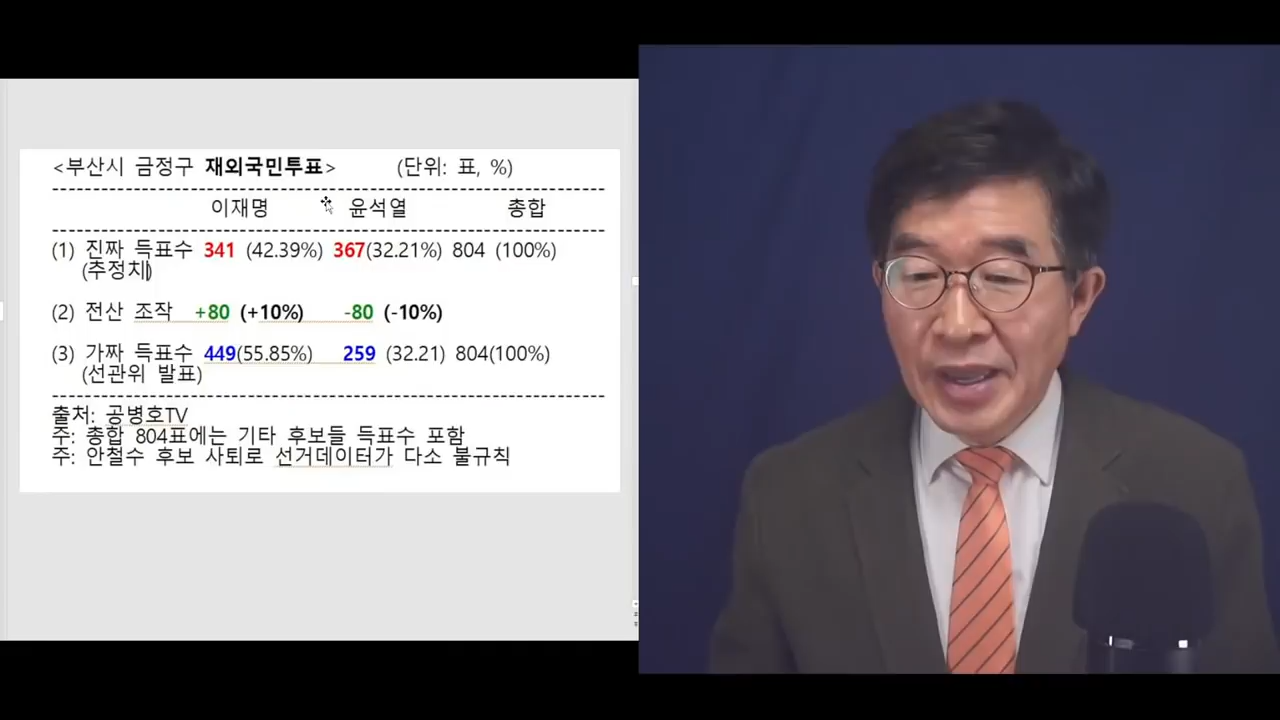 <부산시 금정구 재외국민투표> (단위: 표, %)
이재명 윤석열 총합
(1) 진짜 득표수 341 (42.39%) 367(32.21%) 804 (100%)
(추정치)
(2) 전산 조작 +80 (+10%) -80 (-10%)
(3) 가짜 득표수 449(55.85%) 259 (32.21) 804(100%)
(선관위 발표)
출처: 공병호TV
주: 총합 804표에는 기타 후보들 득표수 포함
주: 안철수 후보 사퇴로 선거데이터가 다소 불규칙